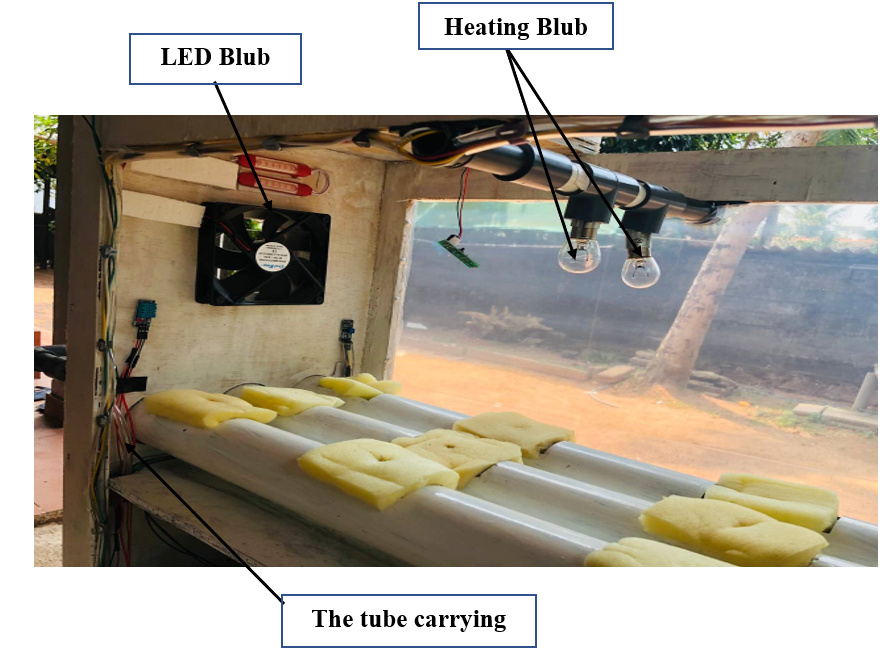 Heating Blub
LED Blub
The tube carrying